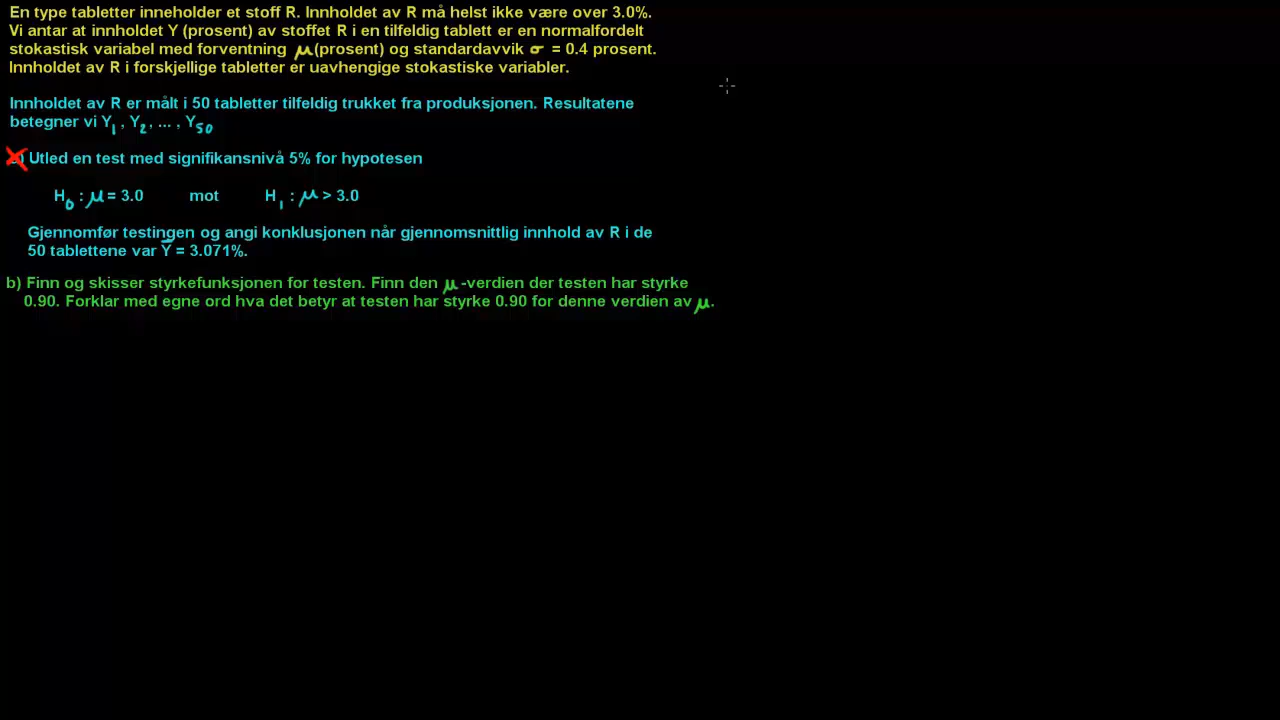 En type tabletter inneholder et stoff R. Innholdet av R må helst ikke være over 3.0%.
Vi antar at innholdet Y (prosent) av stoffet R i en tilfeldig tablett er en normalfordelt
stokastisk variabel med forventning μ (prosent) og standardavvik σ = 0.4 prosent.
Innholdet av R i forskjellige tabletter er uavhengige stokastiske variabler.
Innholdet av R er målt i 50 tabletter tilfeldig trukket fra produksjonen. Resultatene
betegner vi Y₁ , Y₂ , ... , Y₅₀
a) Utled en test med signifikansnivå 5% for hypotesen
H₀ : μ = 3.0 mot H₁ : μ > 3.0
Gjennomfør testingen og angi konklusjonen når gjennomsnittlig innhold av R i de
50 tablettene var Y̅ = 3.071%.
b) Finn og skisser styrkefunksjonen for testen. Finn den μ -verdien der testen har styrke
0.90. Forklar med egne ord hva det betyr at testen har styrke 0.90 for denne verdien av μ.